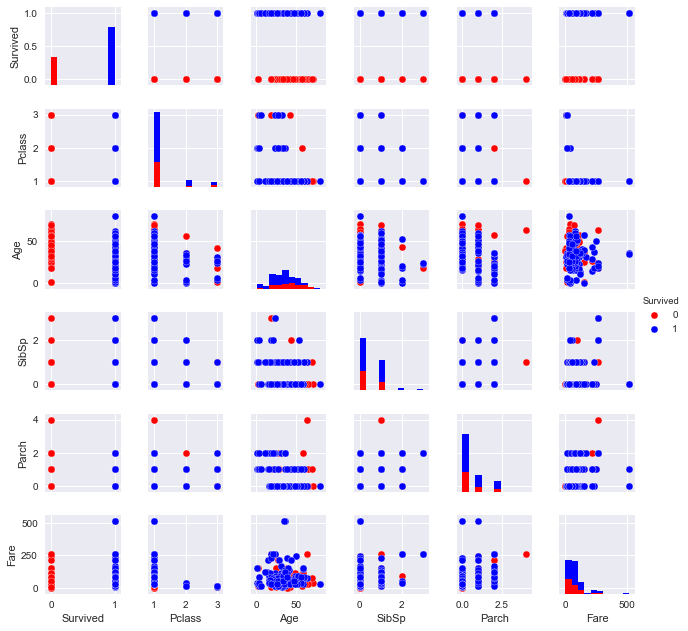 1.0
0.5
0.0
Survived
3
2
1
Pclass
50
0
Age
Survived
0
1
2
0
SibSp
4
2
0
Parch
500
250
0
Fare
0 1
1 2 3
0 50
0 2
0.0 2.5
0 500
Survived Pclass Age SibSp Parch Fare